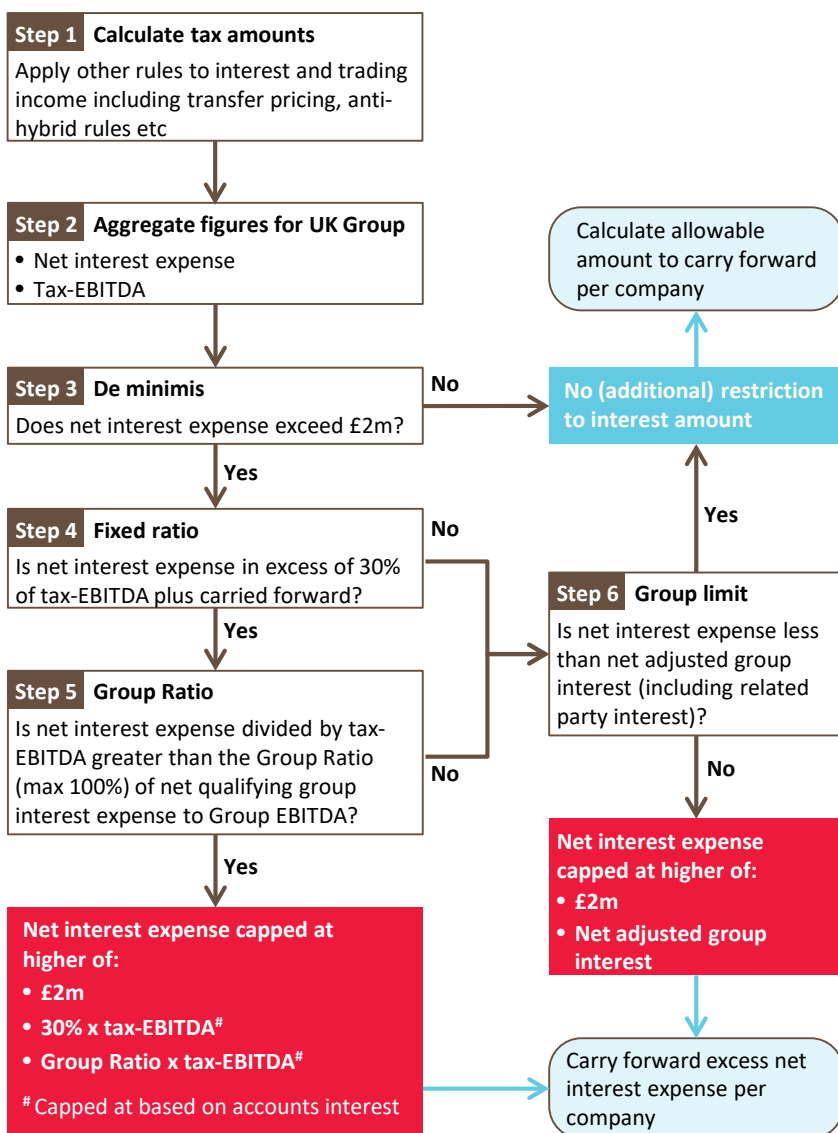 Step 1 Calculate tax amounts
Apply other rules to interest and trading
income including transfer pricing, anti-
hybrid rules etc
Step 2 Aggregate figures for UK Group
• Net interest expense
• Tax-EBITDA
Calculate allowable
amount to carry forward
per company
Step 3 De minimis
Does net interest expense exceed £2m?
No
No (additional) restriction
to interest amount
Yes
Yes
Step 4 Fixed ratio
Is net interest expense in excess of 30%
of tax-EBITDA plus carried forward?
No
Yes
Step 5 Group Ratio
Is net interest expense divided by tax-
EBITDA greater than the Group Ratio
(max 100%) of net qualifying group
interest expense to Group EBITDA?
No
Step 6 Group limit
Is net interest expense less
than net adjusted group
interest (including related
party interest)?
No
Yes
Net interest expense
capped at higher of:
• £2m
• Net adjusted group
interest
Net interest expense capped at
higher of:
• £2m
• 30% x tax-EBITDA#
• Group Ratio x tax-EBITDA#
# Capped at based on accounts interest
Carry forward excess net
interest expense per
company